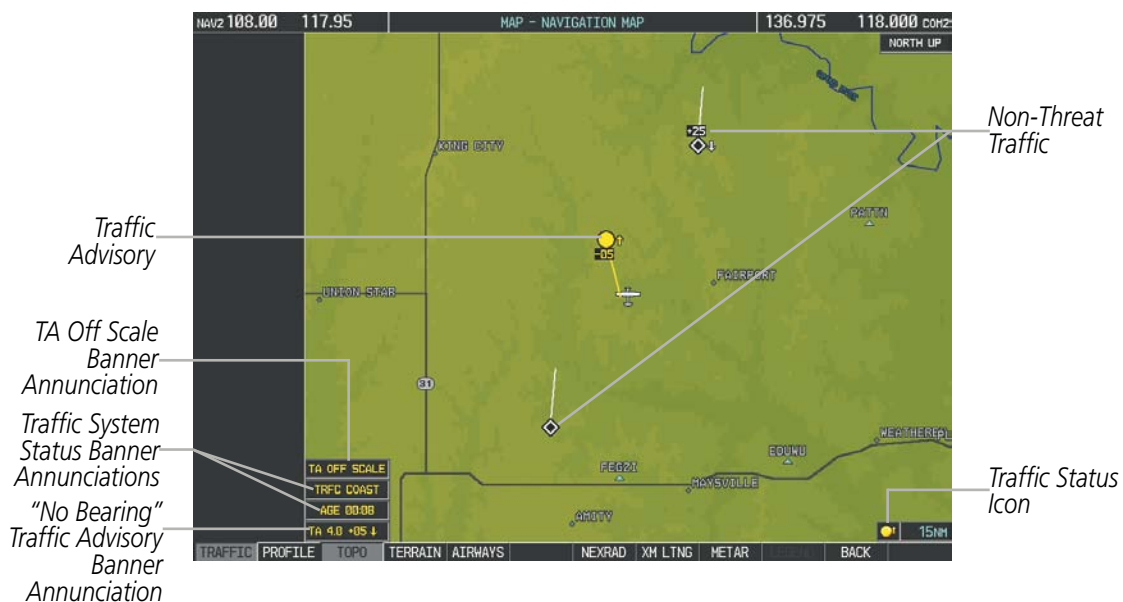 NAV2 108.00 117.95 MAP - NAVIGATION MAP 136.975 118.000 COM2
NORTH UP
+25
Non-Threat
Traffic
KING CITY
PATTN
Traffic
Advisory
-05
FAIRPORT
UNION STAR
TA Off Scale
Banner
Annunciation
31
Traffic System
Status Banner
Annunciations
WEATHERBY
EDUWU
TA OFF SCALE
FEGZI
TRFC COAST
MAYSVILLE
Traffic Status
Icon
AGE 00:08
"No Bearing"
Traffic Advisory
Banner
Annunciation
AMITY
TA 4.0 +05 ↓
15NM
TRAFFIC PROFILE TOPO TERRAIN AIRWAYS NEXRAD XM LTNG METAR LEGEND BACK